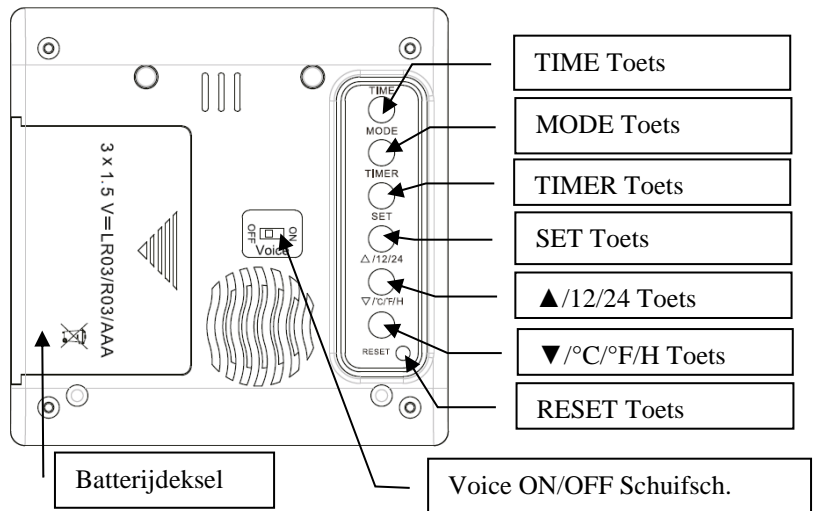 TIME
MODE
TIMER
SET
△/12/24
▽/℃/℉/H
RESET
3 x 1.5 V⎓LR03/R03/AAA
OFF
ON
Voice
TIME Toets
MODE Toets
TIMER Toets
SET Toets
▲/12/24 Toets
▼/°C/°F/H Toets
RESET Toets
Batterijdeksel
Voice ON/OFF Schuifsch.